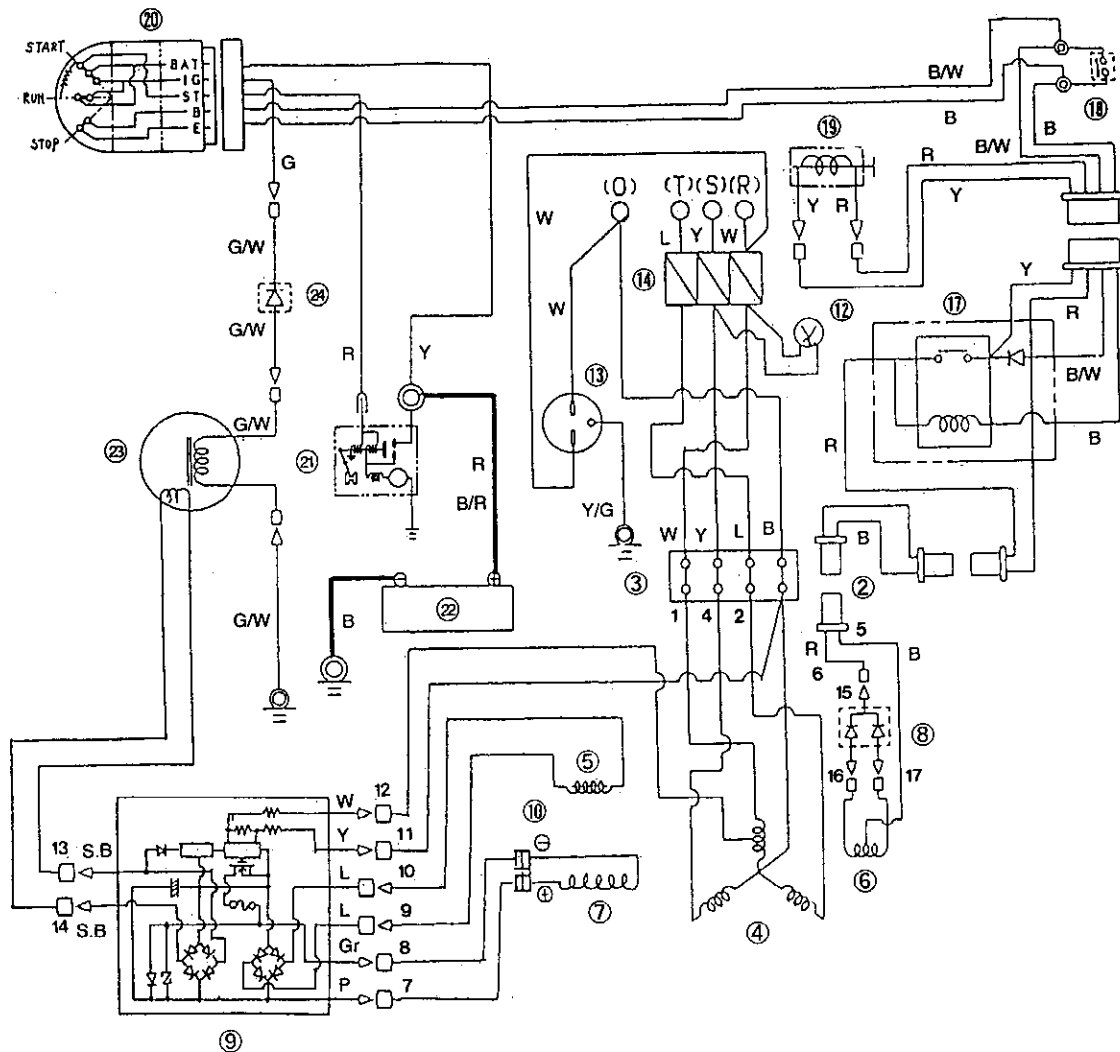 ⑳
START
RUN
STOP
BAT
IG
ST
B
E
B/W
B
⑱
B
B/W
⑲
R
Y
Y
R
G
G/W
㉔
G/W
G/W
㉓
G/W
R
Y
㉑
R
B/R
B
㉒
(O)
(T)
(S)
(R)
W
W
L
Y
W
⑭
⑫
⑬
Y/G
⑰
Y
R
B/W
R
B
W
Y
L
B
③
1
4
2
②
B
5
R
B
6
15
⑧
16
17
⑥
⑤
⑩
⊖
⊕
⑦
④
13
S.B
14
S.B
W
12
Y
11
L
10
L
9
Gr
8
P
7
⑨